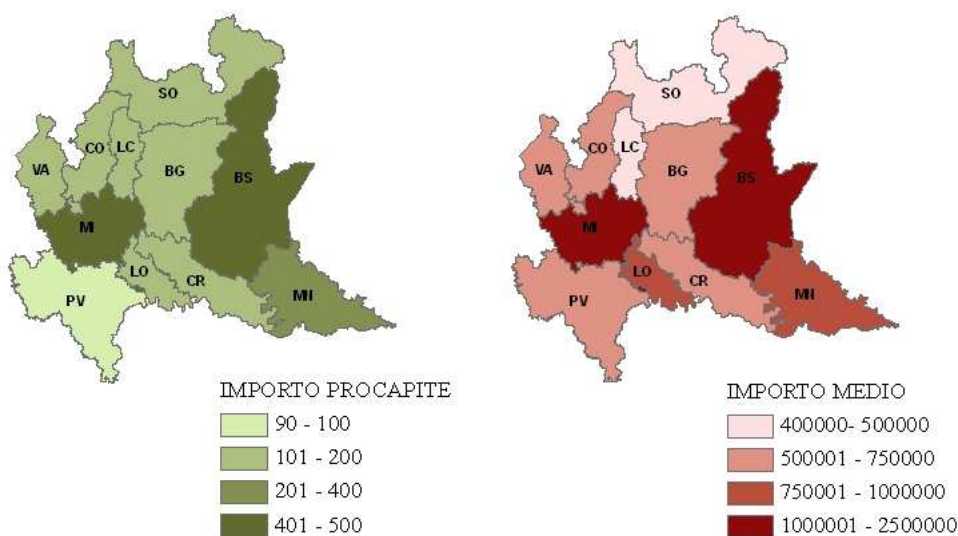 SO
CO
LC
VA
BG
BS
MI
LO
CR
PV
MN
IMPORTO PROCAPITE
90 - 100
101 - 200
201 - 400
401 - 500
SO
CO
LC
VA
BG
BS
MI
LO
CR
PV
MN
IMPORTO MEDIO
400000- 500000
500001 - 750000
750001 - 1000000
1000001 - 2500000